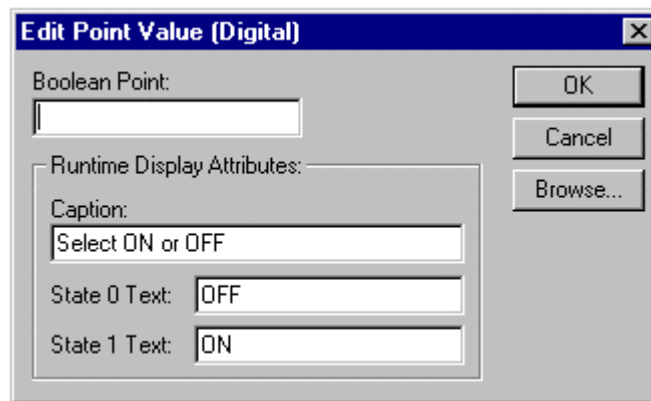 Edit Point Value (Digital)
Boolean Point:
OK
Cancel
Browse...
Runtime Display Attributes:
Caption:
Select ON or OFF
State 0 Text: OFF
State 1 Text: ON